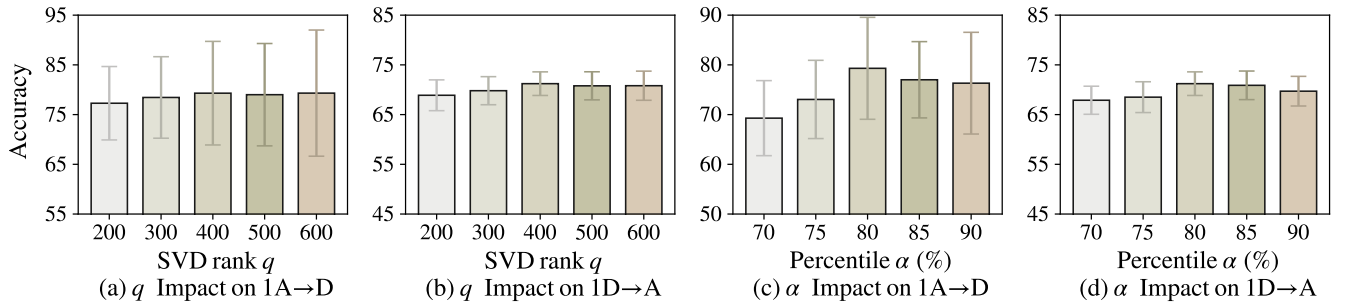 Accuracy
95
85
75
65
55
200 300 400 500 600
SVD rank q
(a) q Impact on 1A→D
85
75
65
55
45
200 300 400 500 600
SVD rank q
(b) q Impact on 1D→A
90
80
70
60
50
70 75 80 85 90
Percentile α (%)
(c) α Impact on 1A→D
85
75
65
55
45
70 75 80 85 90
Percentile α (%)
(d) α Impact on 1D→A